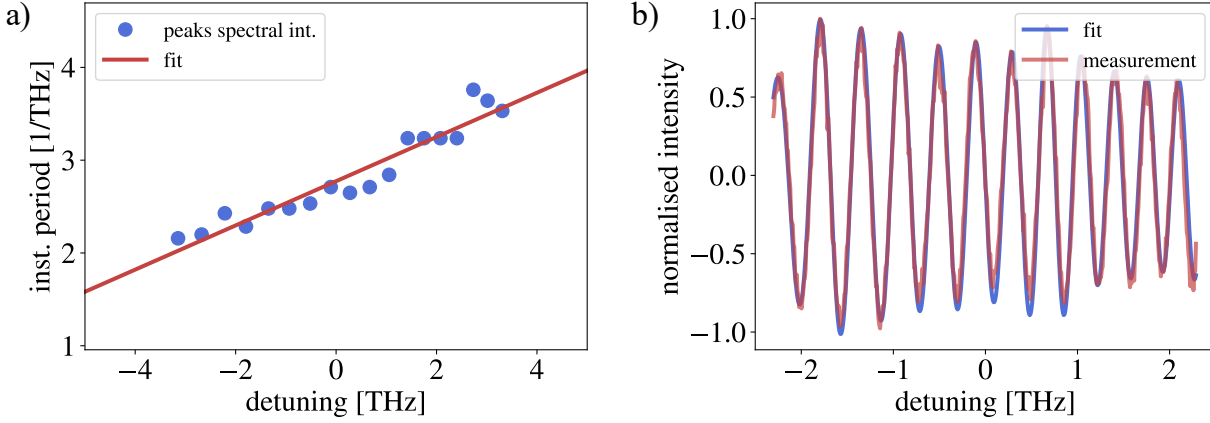 a)
peaks spectral int.
fit
inst. period [1/THz]
4
3
2
1
−4
−2
0
2
4
detuning [THz]
b)
fit
measurement
normalised intensity
1.0
0.5
0.0
−0.5
−1.0
−2
−1
0
1
2
detuning [THz]